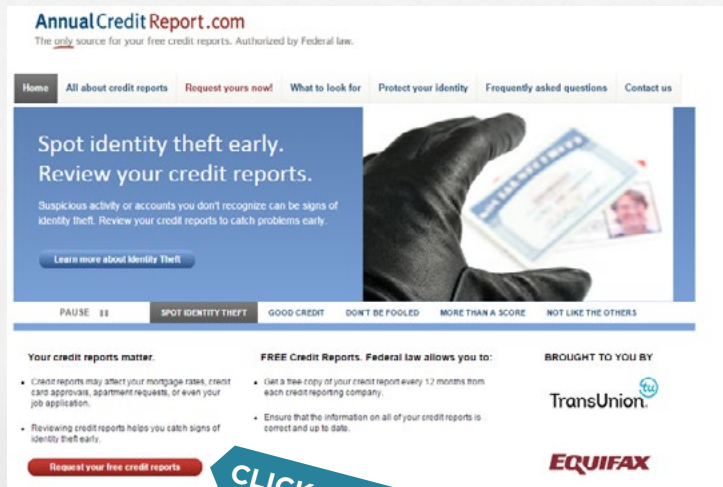 AnnualCreditReport.com
The only source for your free credit reports. Authorized by Federal law.
Home All about credit reports Request yours now! What to look for Protect your identity Frequently asked questions Contact us
Spot identity theft early.
Review your credit reports.
Suspicious activity or accounts you don't recognize can be signs of
identity theft. Review your credit reports to catch problems early.
Learn more about Identity Theft
SOCIAL SECURITY
PAUSE SPOT IDENTITY THEFT GOOD CREDIT DON'T BE FOOLED MORE THAN A SCORE NOT LIKE THE OTHERS
Your credit reports matter.
Credit reports may affect your mortgage rates, credit
card approvals, apartment requests, or even your
job application.
Reviewing credit reports helps you catch signs of
identity theft early.
Request your free credit reports
FREE Credit Reports. Federal law allows you to:
Get a free copy of your credit report every 12 months from
each credit reporting company.
Ensure that the information on all of your credit reports is
correct and up to date.
BROUGHT TO YOU BY
tu
TransUnion.
EQUIFAX